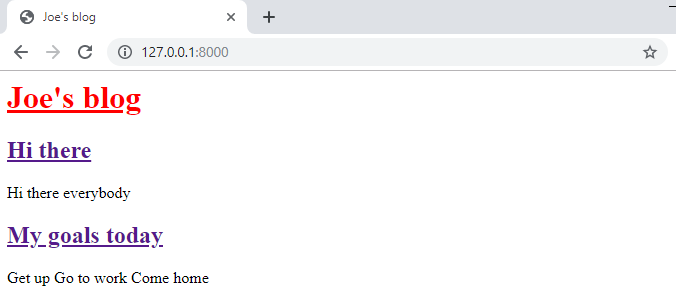 Joe's blog
127.0.0.1:8000
Joe's blog
Hi there
Hi there everybody
My goals today
Get up Go to work Come home